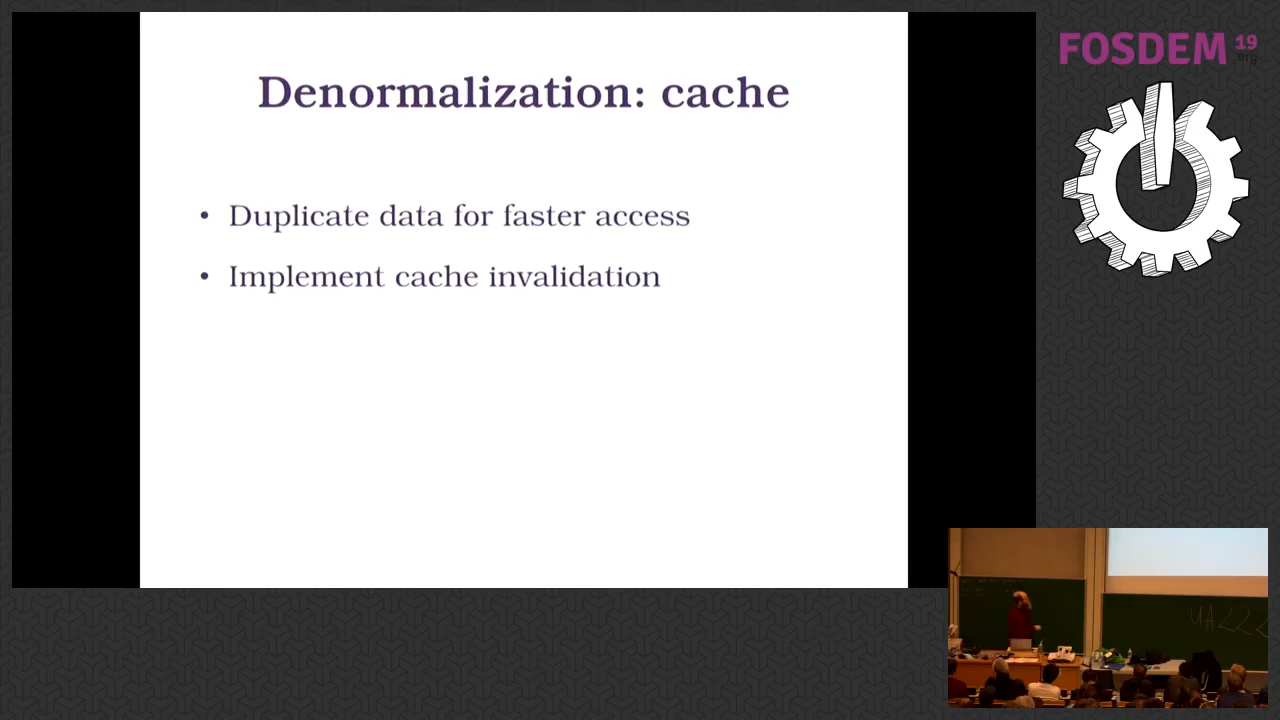 Denormalization: cache
• Duplicate data for faster access
• Implement cache invalidation
FOSDEM 19
.org